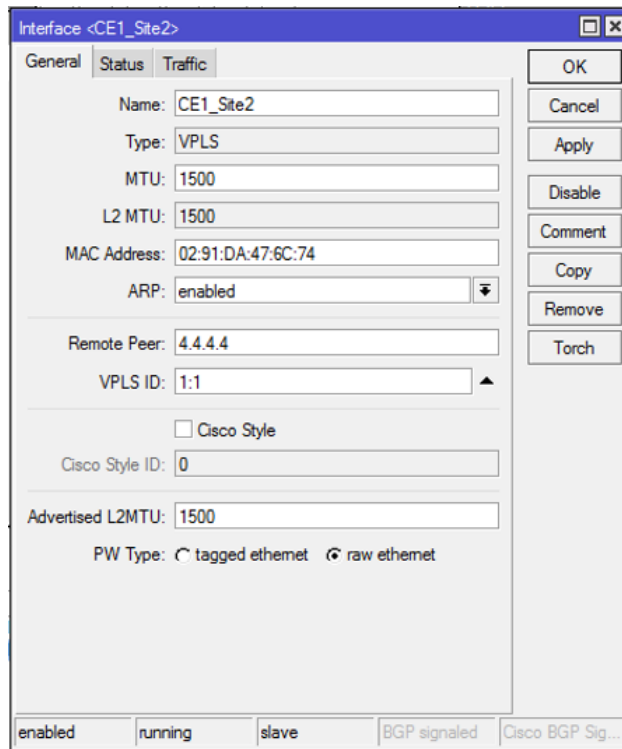 Interface <CE1_Site2>
General Status Traffic
Name: CE1_Site2
Type: VPLS
MTU: 1500
L2 MTU: 1500
MAC Address: 02:91:DA:47:6C:74
ARP: enabled
Remote Peer: 4.4.4.4
VPLS ID: 1:1
Cisco Style
Cisco Style ID: 0
Advertised L2MTU: 1500
PW Type: tagged ethernet raw ethernet
OK
Cancel
Apply
Disable
Comment
Copy
Remove
Torch
enabled running slave BGP signaled Cisco BGP Sig...